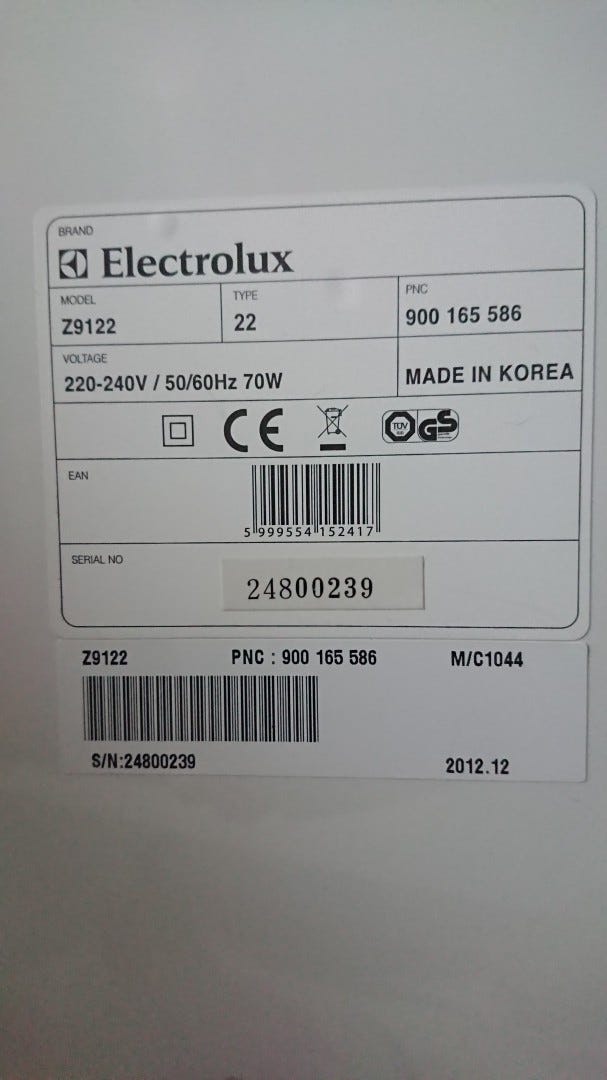 BRAND
Electrolux
MODEL
Z9122
TYPE
22
PNC
900 165 586
VOLTAGE
220-240V / 50/60Hz 70W
MADE IN KOREA
CE
TÜV GS
EAN
5 999554 152417
SERIAL NO
24800239
Z9122 PNC : 900 165 586 M/C1044
S/N:24800239 2012.12